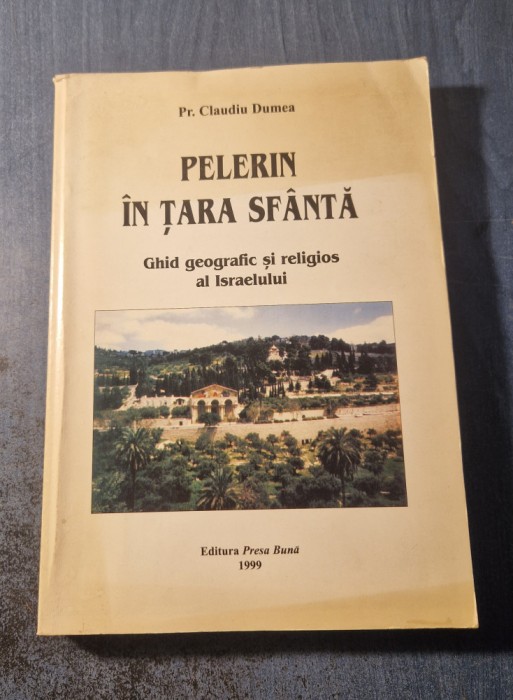 Pr. Claudiu Dumea
PELERIN
ÎN ȚARA SFÂNTĂ
Ghid geografic și religios
al Israelului
Editura Presa Bună
1999